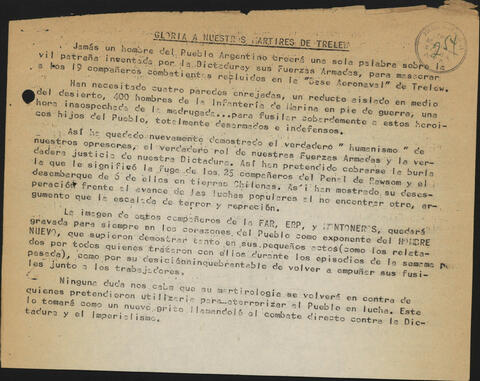 GLORIA A NUESTROS MARTIRES DE TRELEW
Jamás un hombre del Pueblo Argentino creerá una sola palabra sobre la
vil patraña inventada por la Dictaduray sus Fuerzas Armadas, para masacrar
a los 19 compañeros combatientes recluidos en la "Base Aeronaval" de Trelew.
Han necesitado cuatro paredes enrejadas, un reducto aislado en medio
del desierto, 400 hombres de la Infantería de Marina en pie de guerra, una
hora insospechada de la madrugada...para fusilar cobardemente a estos heroi-
cos hijos del Pueblo, totalmente desarmados e indefensos.
Así ha quedado nuevamente demostrado el verdadero " humanismo " de
nuestros opresores, el verdadero rol de nuestras Fuerzas Armadas y la ver-
dadera justicia de nuestra Dictadura. Así han pretendido cobrarse la burla
la que le significó la fuga de los 25 compañeros del Penal de Rawsom y el
desembarque de 6 de ellos en tierras Chilenas. Asíi han mostrado su deses-
peración frente al avance de las luchas populares al no encontrar otro, ar-
gumento que la escalada de terror y represión.
La imagen de estos compañeros de la FAR, ERP, y MONTONEROS, quedará
gravada para siempre en los corazones del Pueblo como exponente del HOMBRE
NUEVO, que supieron demostrar tanto en sus pequeños actos(como los relata-
dos por todos quienes trataron con ellos durante los episodios de la semana
pasada), como por su desicióninquebrantable de volver a empuñar sus fusi-
les junto a los trabajadores.
Ninguna duda nos cabe que su martirologia se volverá en contra de
quienes pretendieron utilizarla para aterrorizar al Pueblo en lucha. Este
lo tomará como un nuevo grito llamandolo al combate directo contra la Dic-
tadura y el Imperialismo.
254